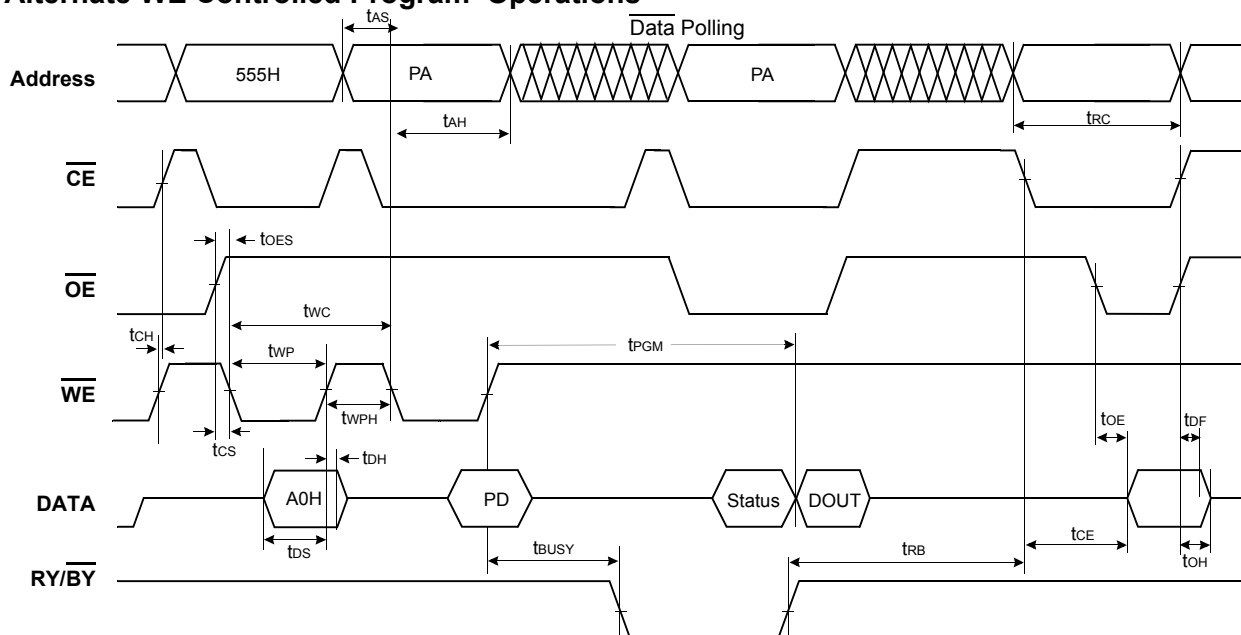 Alternate WE Controlled Program Operations
tAS
Data Polling
Address
555H
PA
PA
tAH
tRC
CE
tOES
OE
tWC
tCH
tWP
tPGM
WE
tWPH
tOE
tDF
tCS
tDH
DATA
A0H
PD
Status
DOUT
tDS
tBUSY
tRB
tCE
tOH
RY/BY